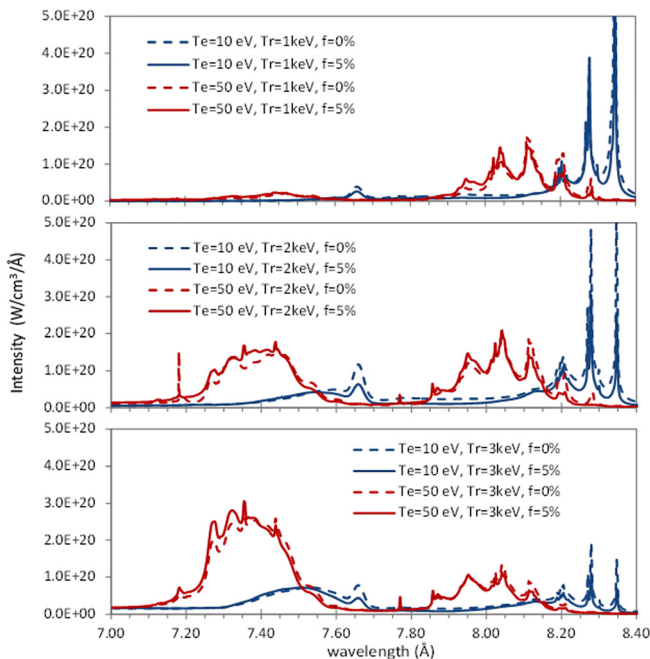 5.0E+20
4.0E+20
3.0E+20
2.0E+20
1.0E+20
0.0E+00
Te=10 eV, Tr=1keV, f=0%
Te=10 eV, Tr=1keV, f=5%
Te=50 eV, Tr=1keV, f=0%
Te=50 eV, Tr=1keV, f=5%
5.0E+20
4.0E+20
3.0E+20
2.0E+20
1.0E+20
0.0E+00
Te=10 eV, Tr=2keV, f=0%
Te=10 eV, Tr=2keV, f=5%
Te=50 eV, Tr=2keV, f=0%
Te=50 eV, Tr=2keV, f=5%
Intensity (W/cm³/Å)
5.0E+20
4.0E+20
3.0E+20
2.0E+20
1.0E+20
0.0E+00
Te=10 eV, Tr=3keV, f=0%
Te=10 eV, Tr=3keV, f=5%
Te=50 eV, Tr=3keV, f=0%
Te=50 eV, Tr=3keV, f=5%
7.00 7.20 7.40 7.60 7.80 8.00 8.20 8.40
wavelength (Å)